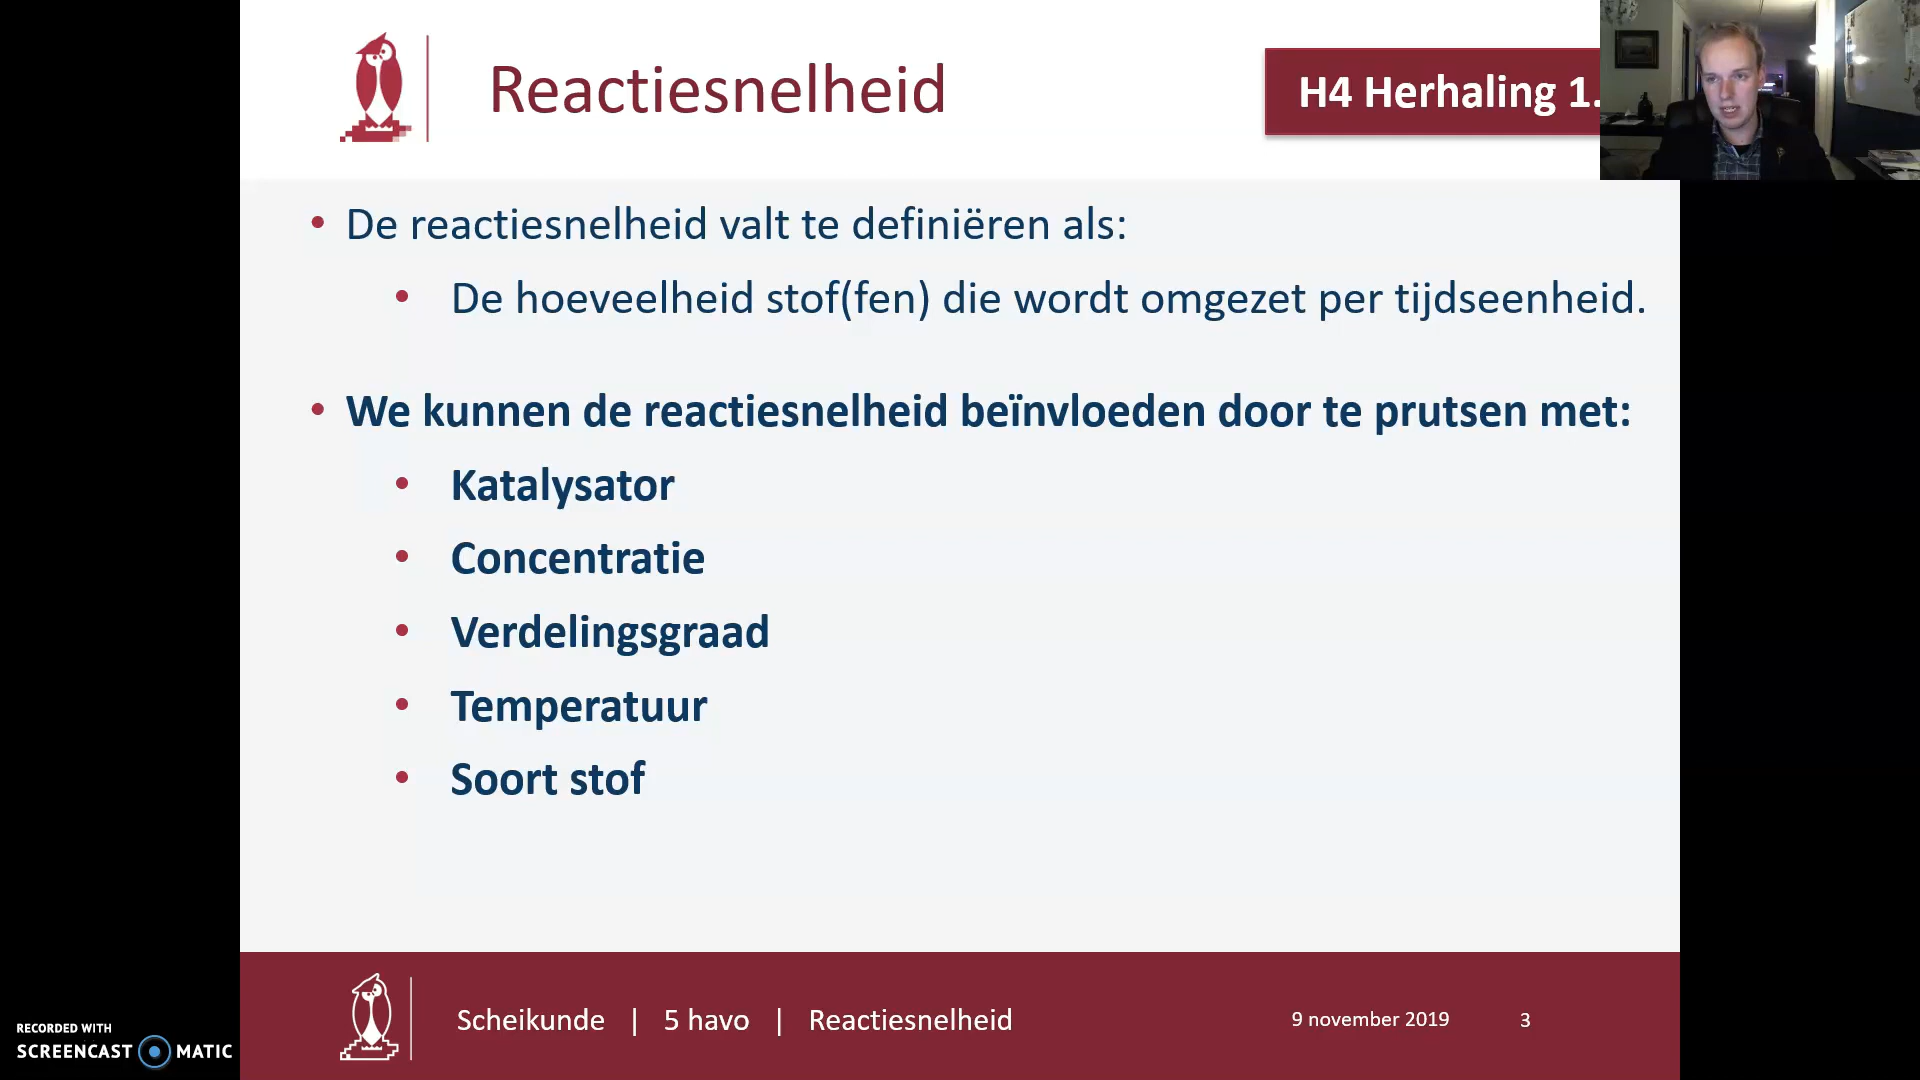 Reactiesnelheid
H4 Herhaling 1.
De reactiesnelheid valt te definiëren als:
De hoeveelheid stof(fen) die wordt omgezet per tijdseenheid.
We kunnen de reactiesnelheid beïnvloeden door te prutsen met:
Katalysator
Concentratie
Verdelingsgraad
Temperatuur
Soort stof
Scheikunde | 5 havo | Reactiesnelheid
9 november 2019
3
RECORDED WITH
SCREENCAST MATIC